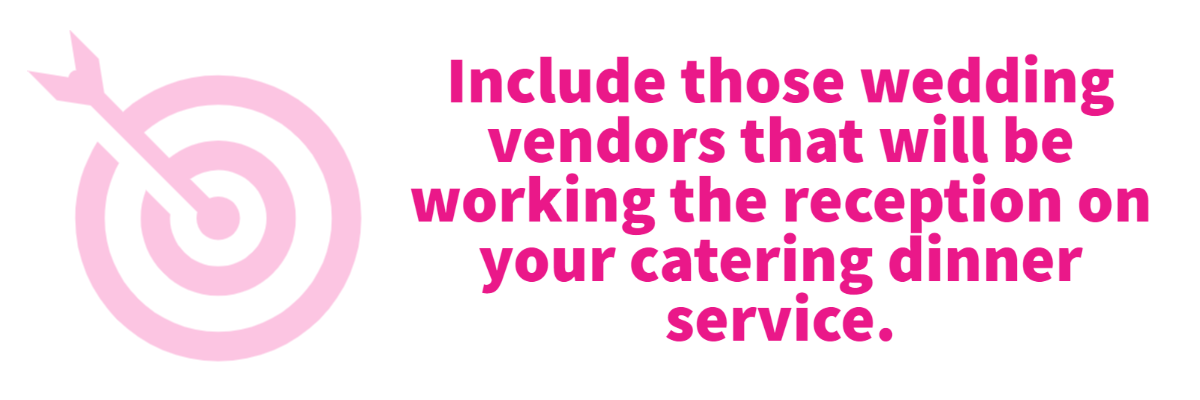 Include those wedding
vendors that will be
working the reception on
your catering dinner
service.